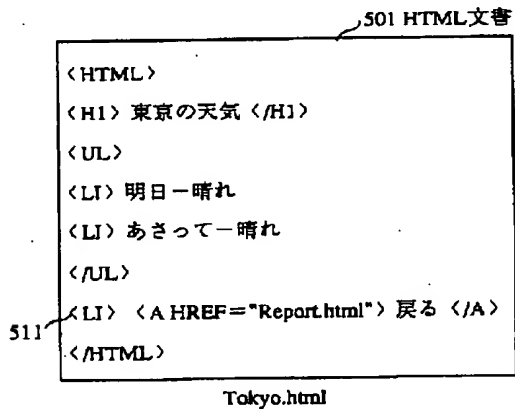 501 HTML文書
〈HTML〉
〈H1〉東京の天気〈/H1〉
〈UL〉
〈LI〉明日－晴れ
〈LI〉あさって－晴れ
〈/UL〉
511 〈LI〉〈A HREF＝"Report.html"〉戻る〈/A〉
〈/HTML〉
Tokyo.html